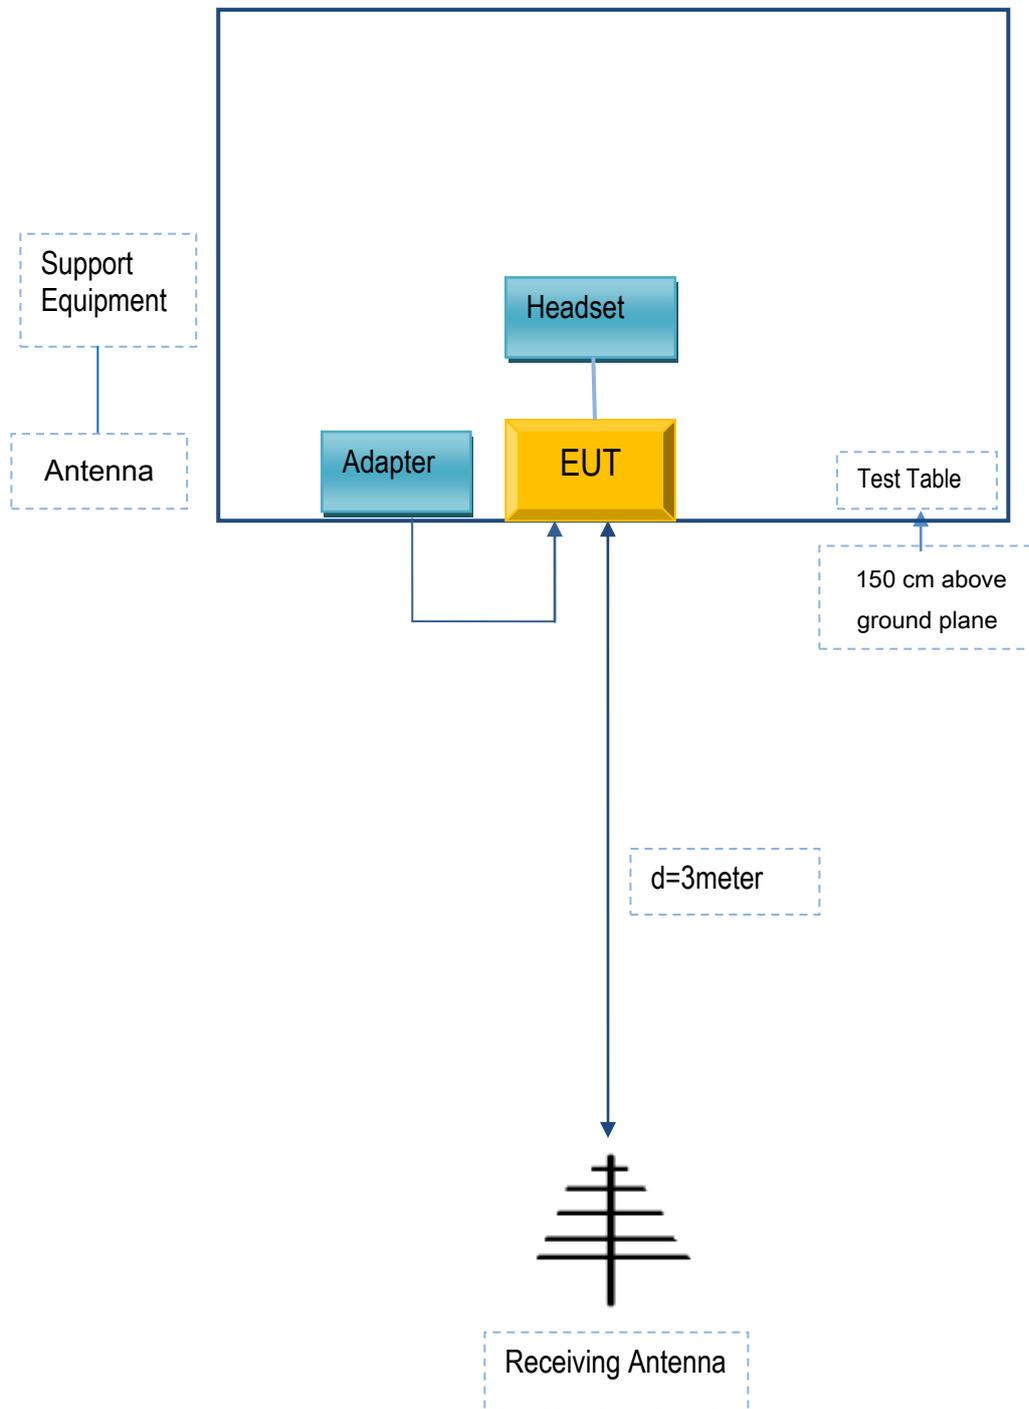 Support
Equipment
Antenna
Headset
Adapter
EUT
Test Table
150 cm above
ground plane
d=3meter
Receiving Antenna